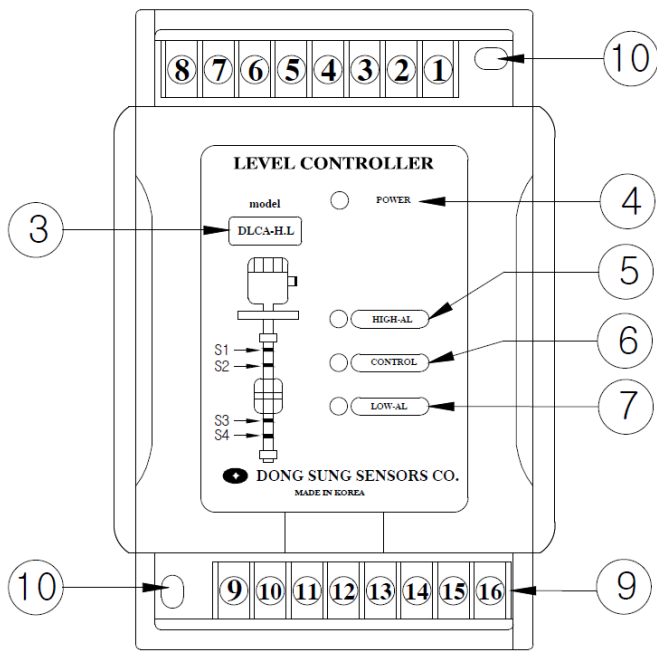 8 7 6 5 4 3 2 1
10
LEVEL CONTROLLER
model
POWER
4
3
DLCA-H.L
5
HIGH-AL
6
S1
S2
CONTROL
7
LOW-AL
S3
S4
DONG SUNG SENSORS CO.
MADE IN KOREA
10
9 10 11 12 13 14 15 16
9